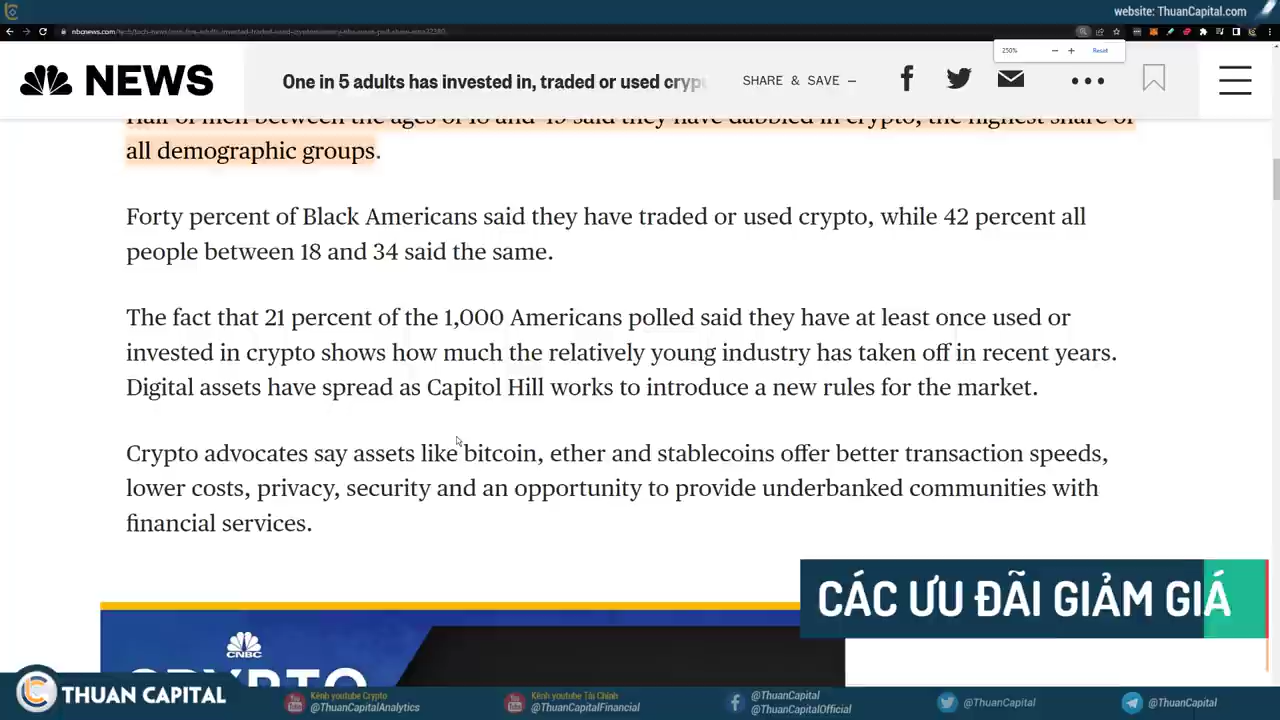 website: ThuanCapital.com
250%
Reset
NEWS
One in 5 adults has invested in, traded or used cryp
SHARE & SAVE
Half of men between the ages of 18 and 49 said they have dabbled in crypto, the highest share of
all demographic groups.
Forty percent of Black Americans said they have traded or used crypto, while 42 percent all
people between 18 and 34 said the same.
The fact that 21 percent of the 1,000 Americans polled said they have at least once used or
invested in crypto shows how much the relatively young industry has taken off in recent years.
Digital assets have spread as Capitol Hill works to introduce a new rules for the market.
Crypto advocates say assets like bitcoin, ether and stablecoins offer better transaction speeds,
lower costs, privacy, security and an opportunity to provide underbanked communities with
financial services.
CÁC ƯU ĐÃI GIẢM GIÁ
CNBC
CRYPTO
THUAN CAPITAL
Kênh youtube Crypto
@ThuanCapitalAnalytics
Kênh youtube Tài Chính
@ThuanCapitalFinancial
@ThuanCapital
@ThuanCapitalOfficial
@ThuanCapital
@ThuanCapital